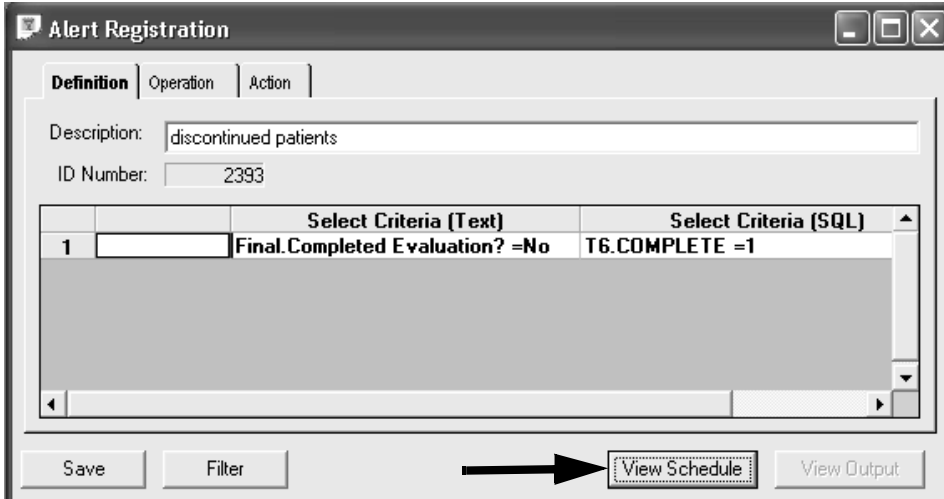 Alert Registration
Definition Operation Action
Description: discontinued patients
ID Number: 2393
Select Criteria (Text) Select Criteria (SQL)
1 Final.Completed Evaluation? =No T6.COMPLETE =1
Save Filter View Schedule View Output